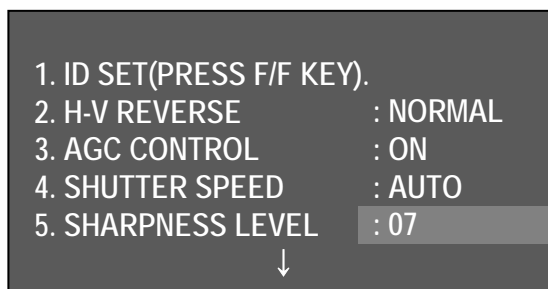 1. ID SET(PRESS F/F KEY).
2. H-V REVERSE : NORMAL
3. AGC CONTROL : ON
4. SHUTTER SPEED : AUTO
5. SHARPNESS LEVEL : 07
↓